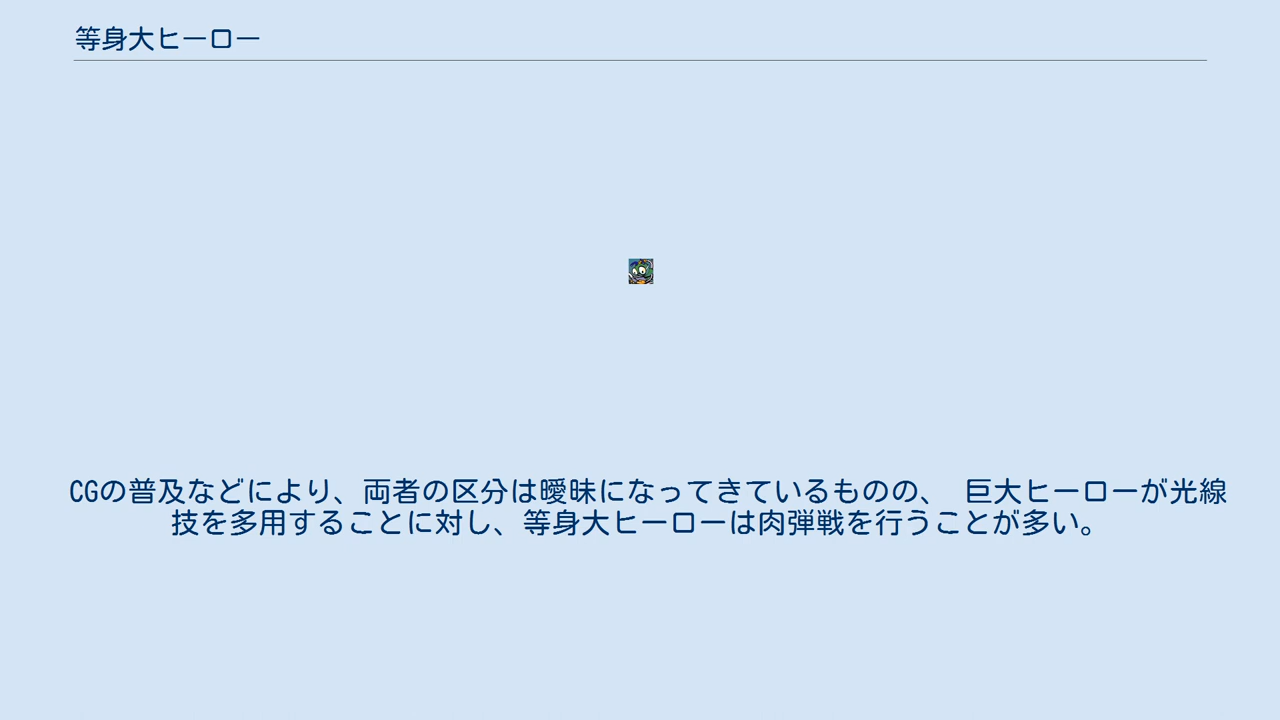 等身大ヒーロー
CGの普及などにより、両者の区分は曖昧になってきているものの、 巨大ヒーローが光線
技を多用することに対し、等身大ヒーローは肉弾戦を行うことが多い。